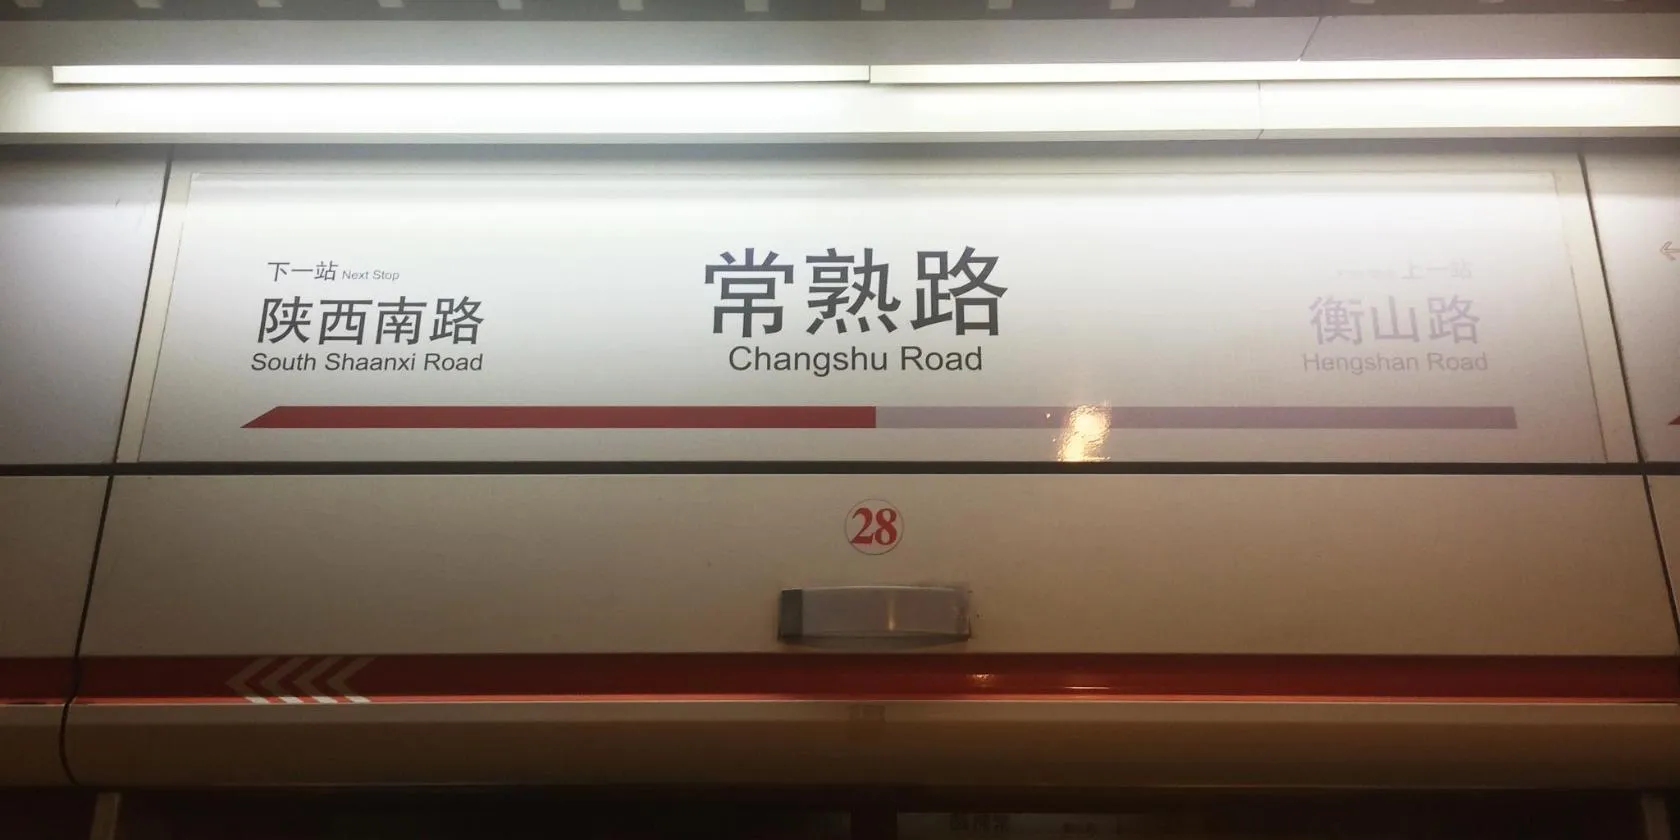 下一站 Next Stop
陕西南路
South Shaanxi Road
常熟路
Changshu Road
上一站
衡山路
Hengshan Road
28